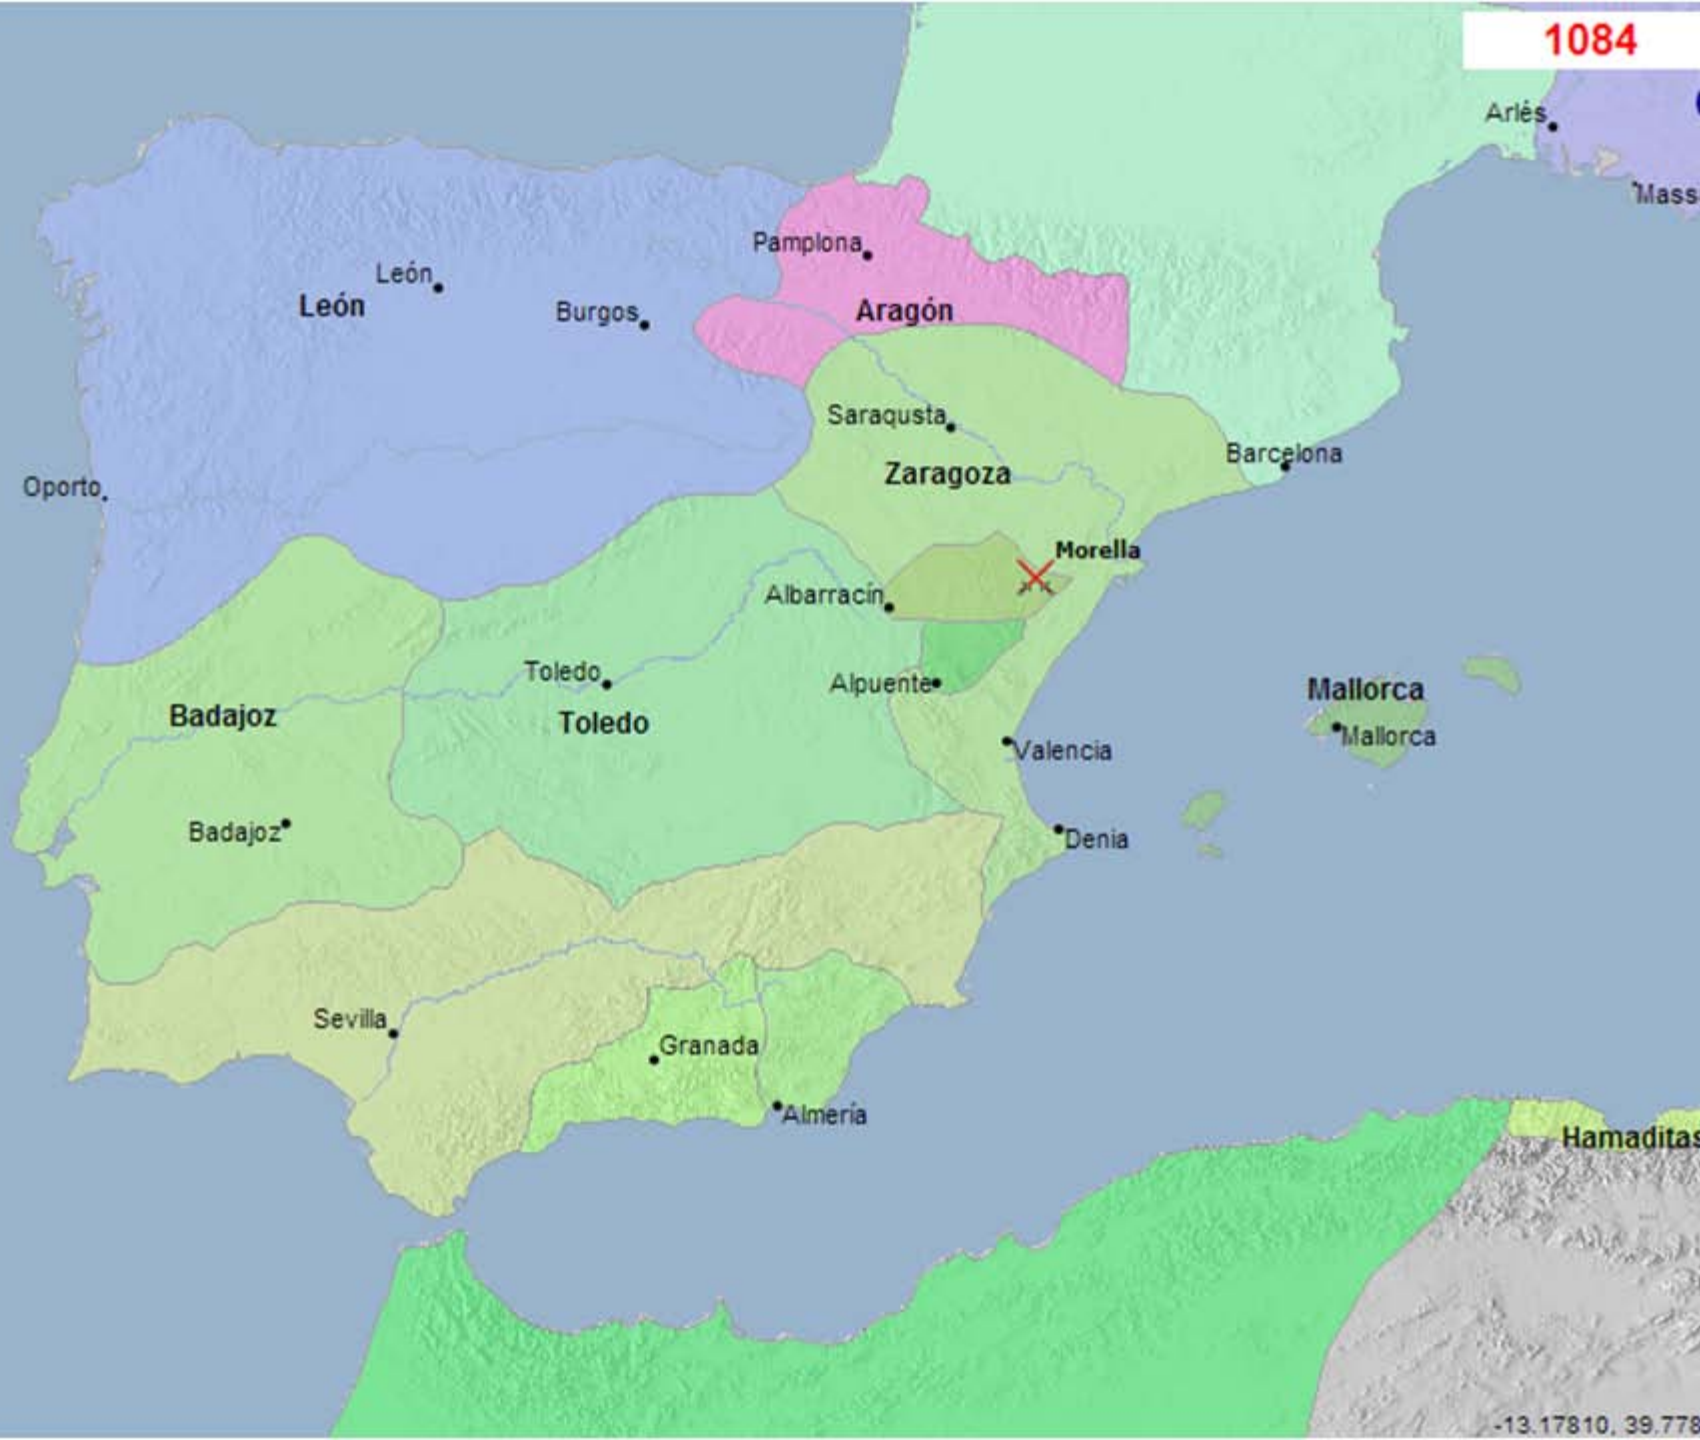 1084
Arlés
Mass
Pamplona
León
León
Burgos
Aragón
Saraqusta
Barcelona
Zaragoza
Oporto
Morella
Albarracín
Toledo
Alpuente
Mallorca
Badajoz
Toledo
Mallorca
Valencia
Badajoz
Denia
Sevilla
Granada
Almería
Hamaditas
-13.17810, 39.778